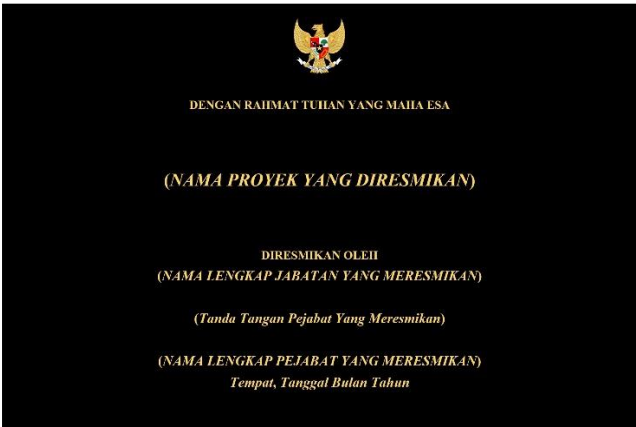 DENGAN RAHMAT TUHAN YANG MAHA ESA
(NAMA PROYEK YANG DIRESMIKAN)
DIRESMIKAN OLEH
(NAMA LENGKAP JABATAN YANG MERESMIKAN)
(Tanda Tangan Pejabat Yang Meresmikan)
(NAMA LENGKAP PEJABAT YANG MERESMIKAN)
Tempat, Tanggal Bulan Tahun